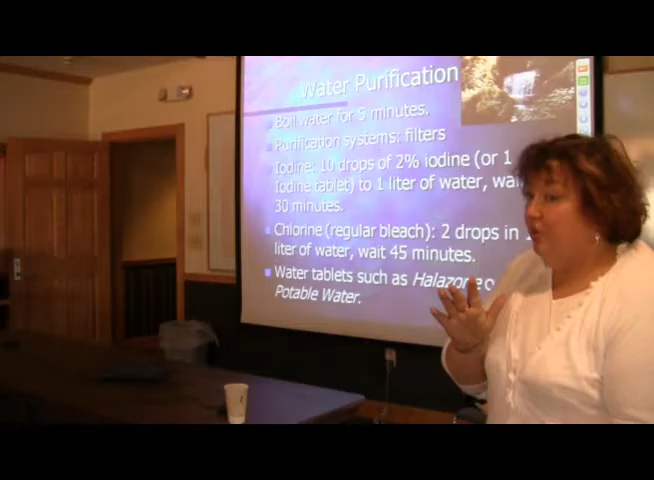 Water Purification
Boil water for 5 minutes.
Purification systems: filters
Iodine: 10 drops of 2% iodine (or 1
Iodine tablet) to 1 liter of water, wai
30 minutes.
Chlorine (regular bleach): 2 drops in 1
liter of water, wait 45 minutes.
Water tablets such as Halazone o
Potable Water.